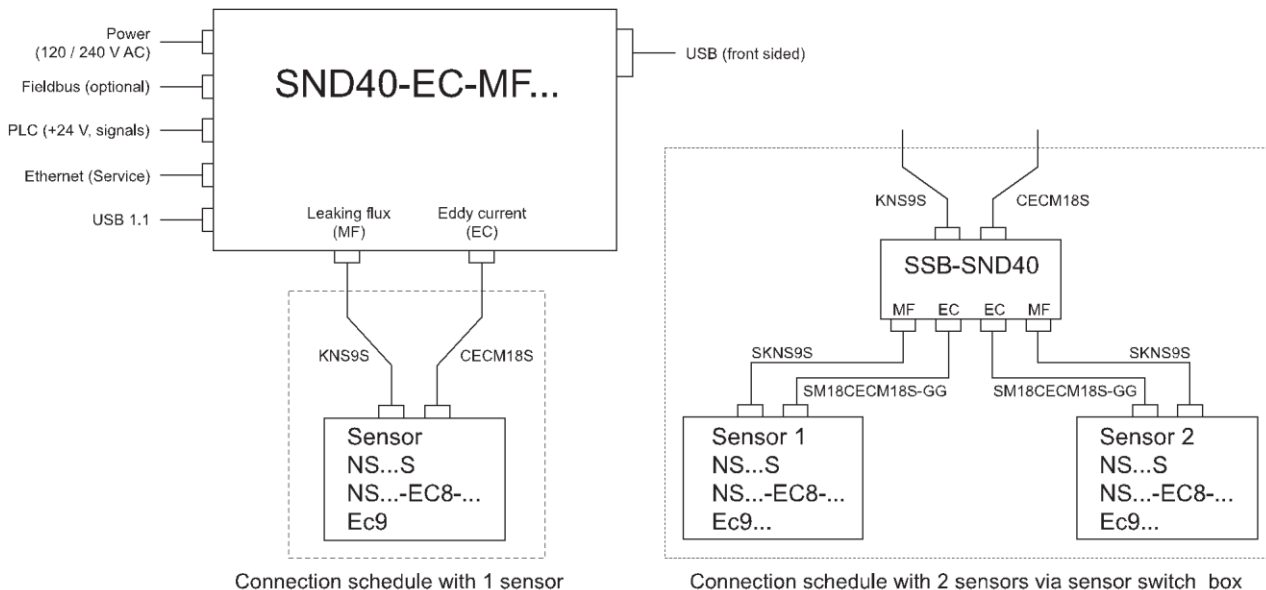 Power
(120 / 240 V AC)
Fieldbus (optional)
PLC (+24 V, signals)
Ethernet (Service)
USB 1.1
SND40-EC-MF...
USB (front sided)
Leaking flux
(MF)
Eddy current
(EC)
KNS9S
CECM18S
Sensor
NS...S
NS...-EC8-...
Ec9
Connection schedule with 1 sensor
KNS9S
CECM18S
SSB-SND40
MF EC EC MF
SKNS9S
SKNS9S
SM18CECM18S-GG
SM18CECM18S-GG
Sensor 1
NS...S
NS...-EC8-...
Ec9...
Sensor 2
NS...S
NS...-EC8-...
Ec9...
Connection schedule with 2 sensors via sensor switch box